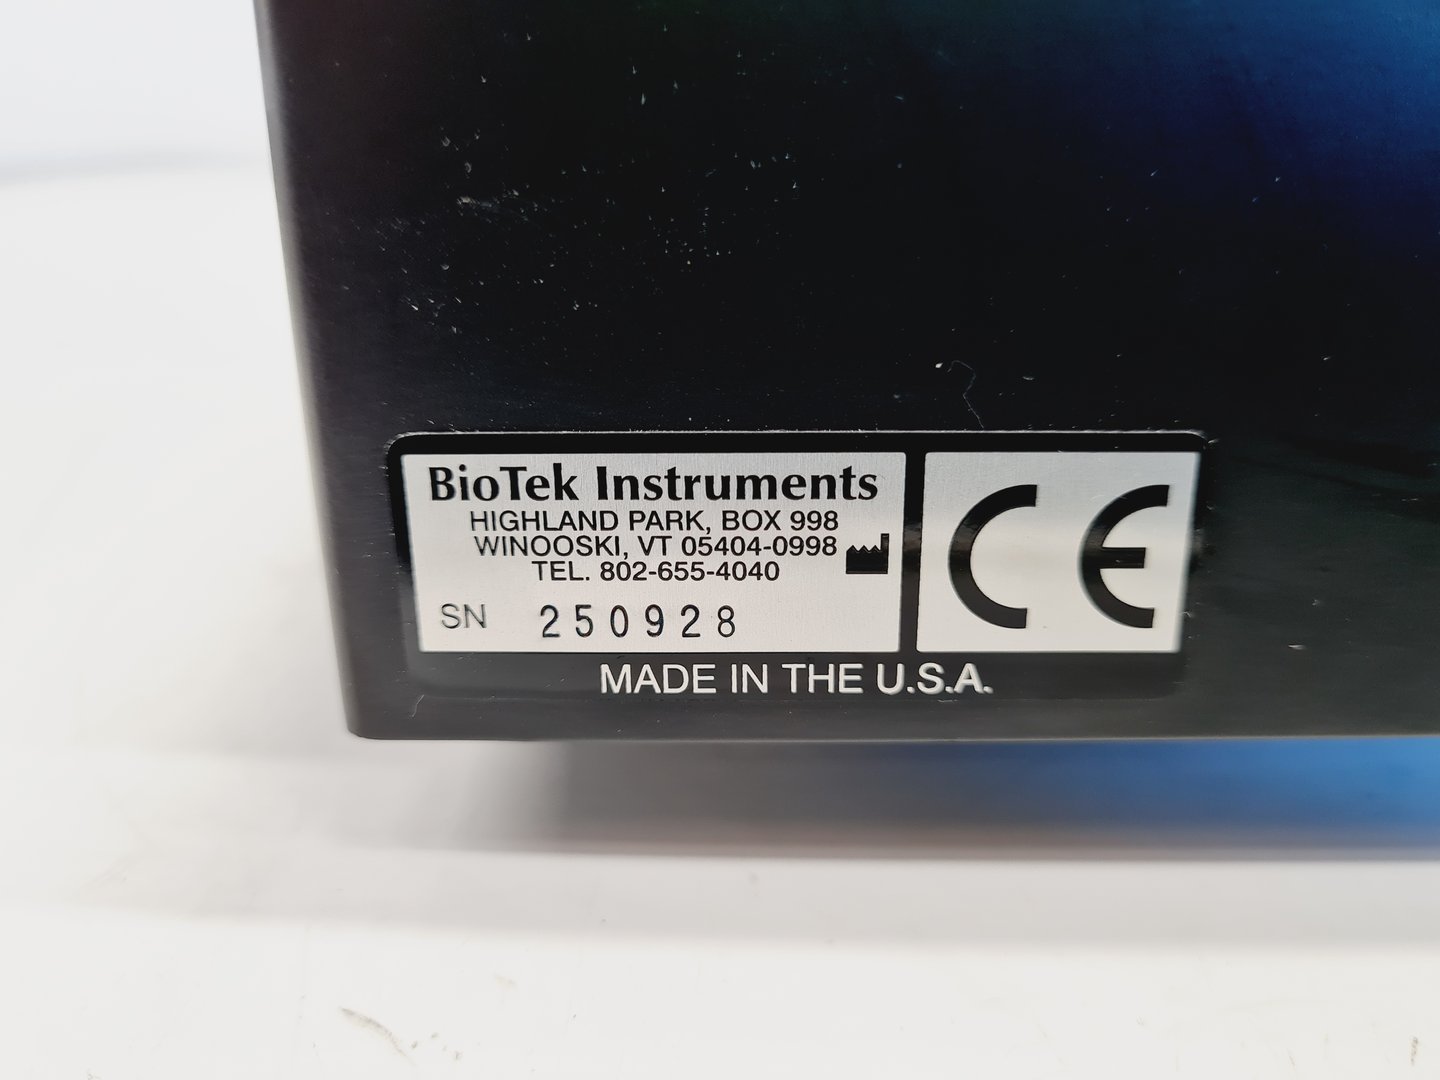 BioTek Instruments
HIGHLAND PARK, BOX 998
WINOOSKI, VT 05404-0998
TEL. 802-655-4040
SN 250928
CE
MADE IN THE U.S.A.